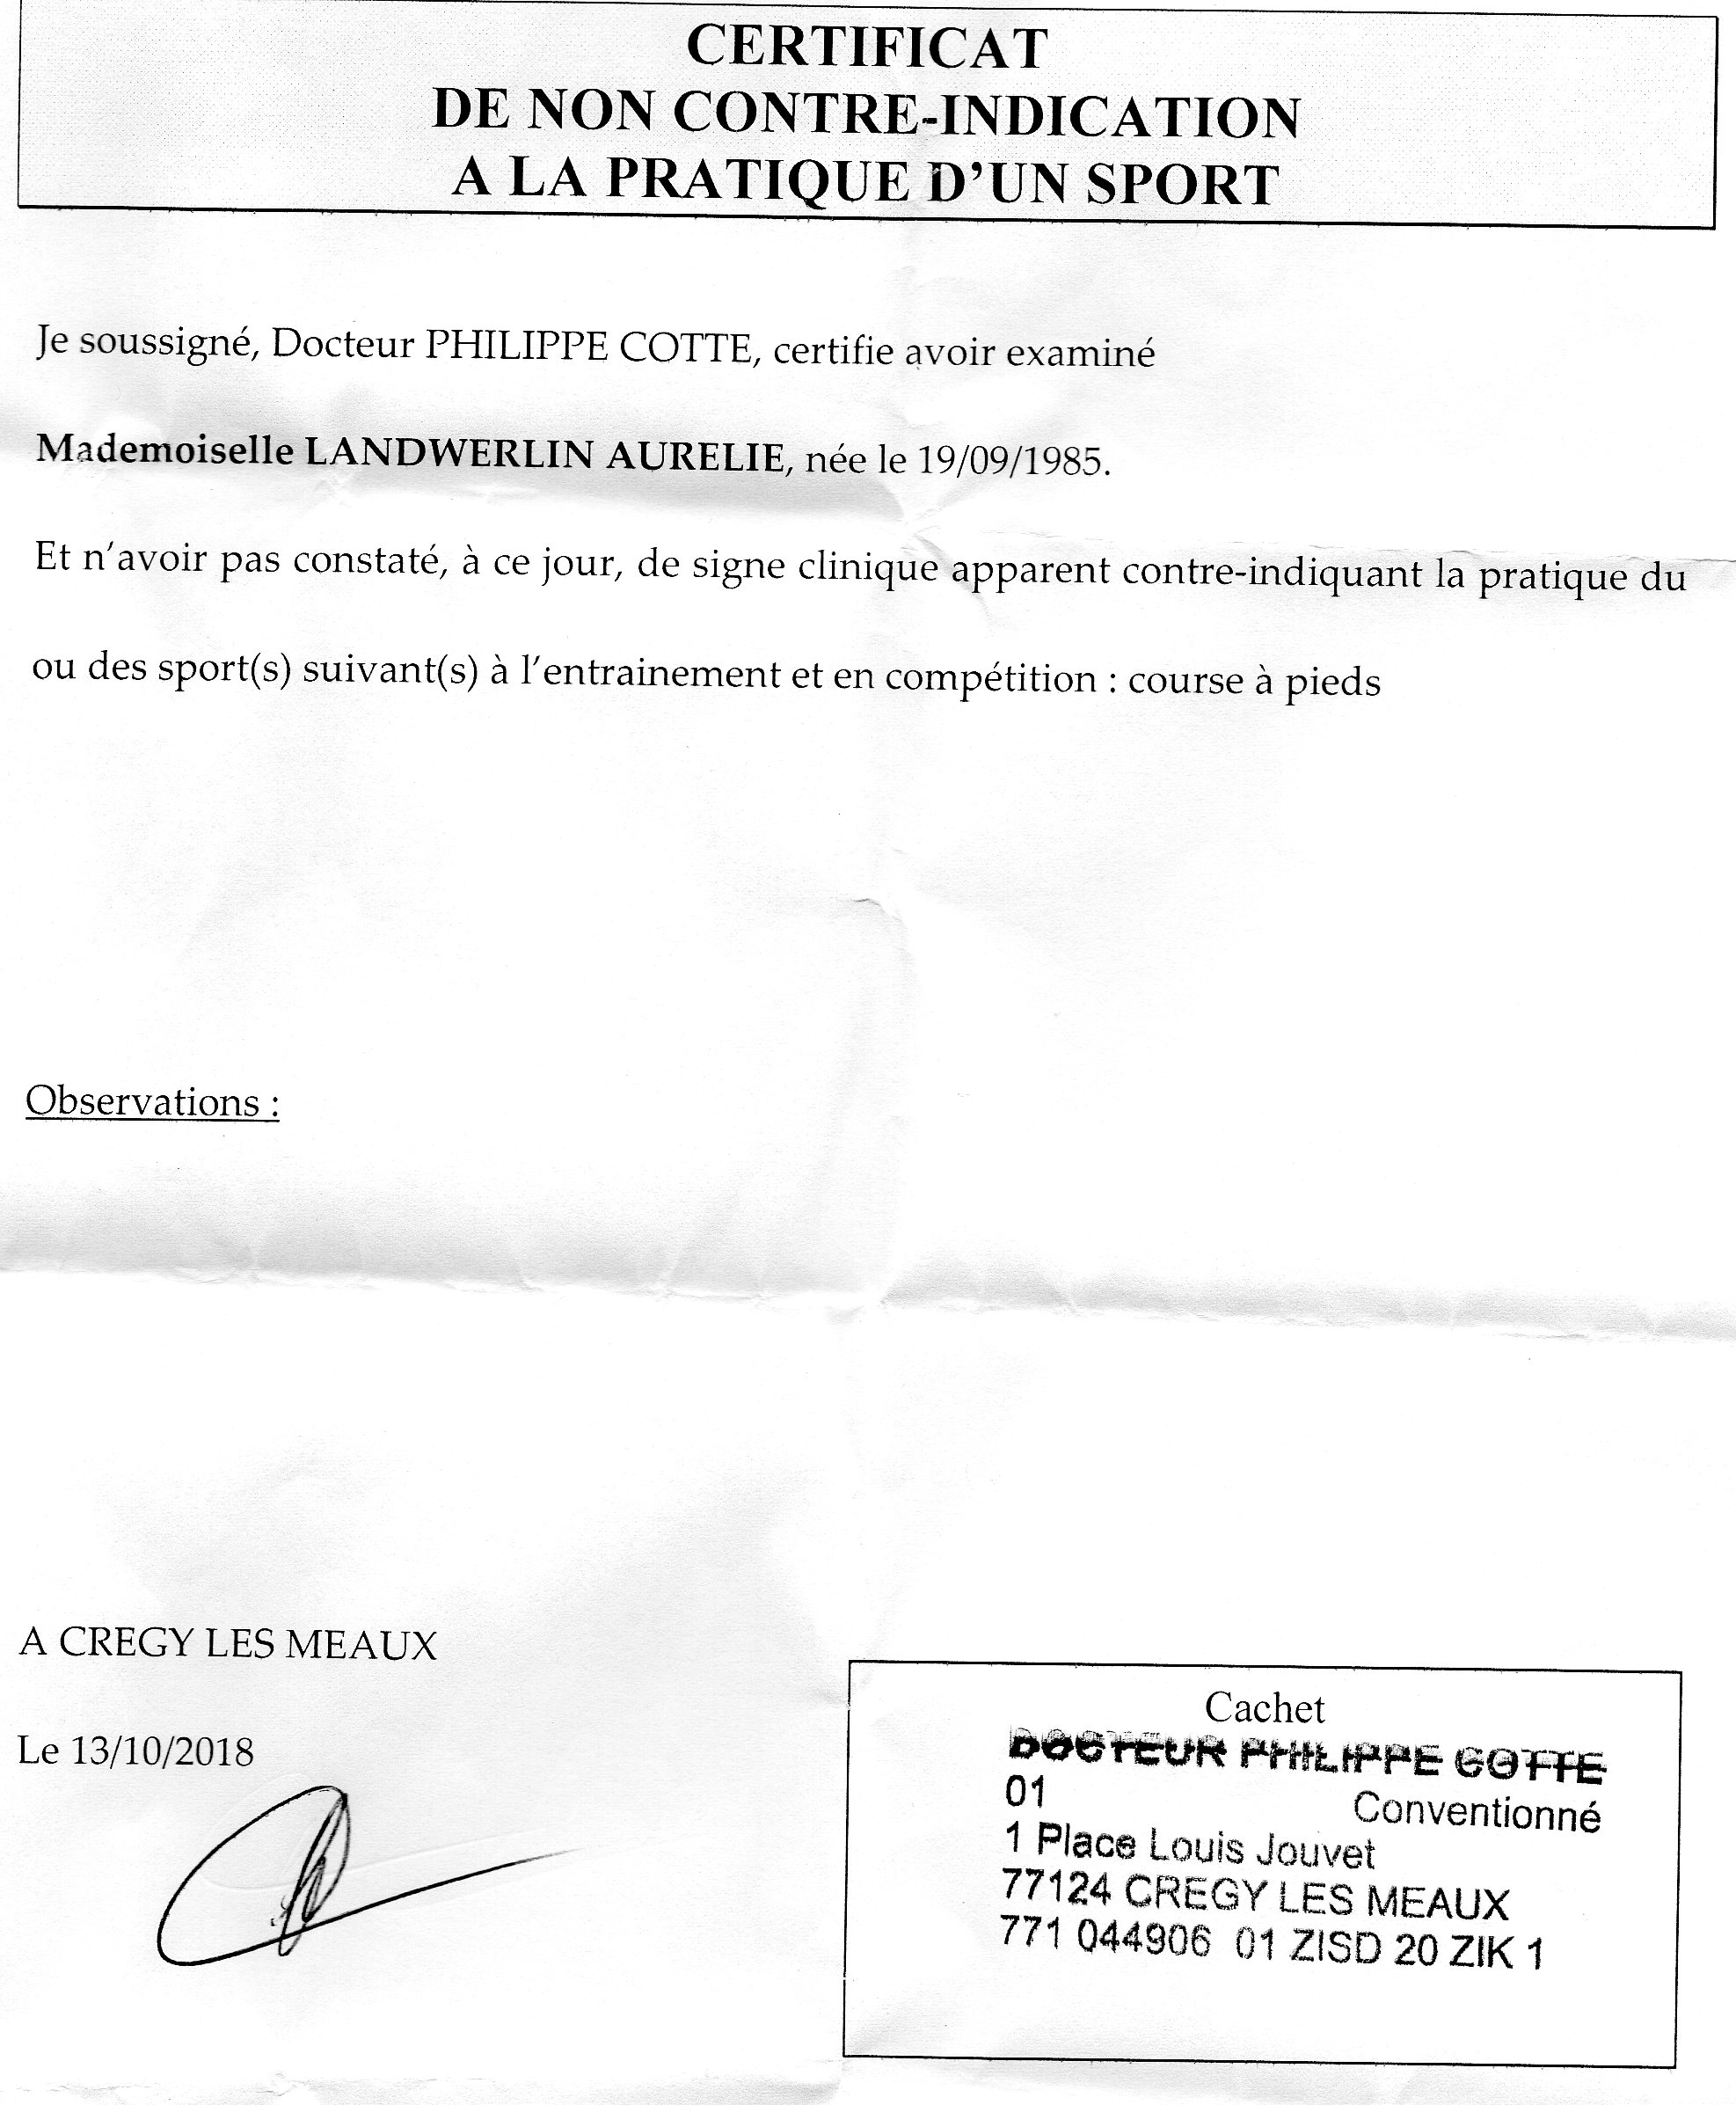 CERTIFICAT
DE NON CONTRE-INDICATION
A LA PRATIQUE D'UN SPORT
Je soussigné, Docteur PHILIPPE COTTE, certifie avoir examiné
Mademoiselle LANDWERLIN AURELIE, née le 19/09/1985.
Et n'avoir pas constaté, à ce jour, de signe clinique apparent contre-indiquant la pratique du
ou des sport(s) suivant(s) à l'entrainement et en compétition : course à pieds
Observations :
A CREGY LES MEAUX
Le 13/10/2018
Cachet
DOCTEUR PHILIPPE COTTE
01 Conventionné
1 Place Louis Jouvet
77124 CREGY LES MEAUX
771 044906 01 ZISD 20 ZIK 1